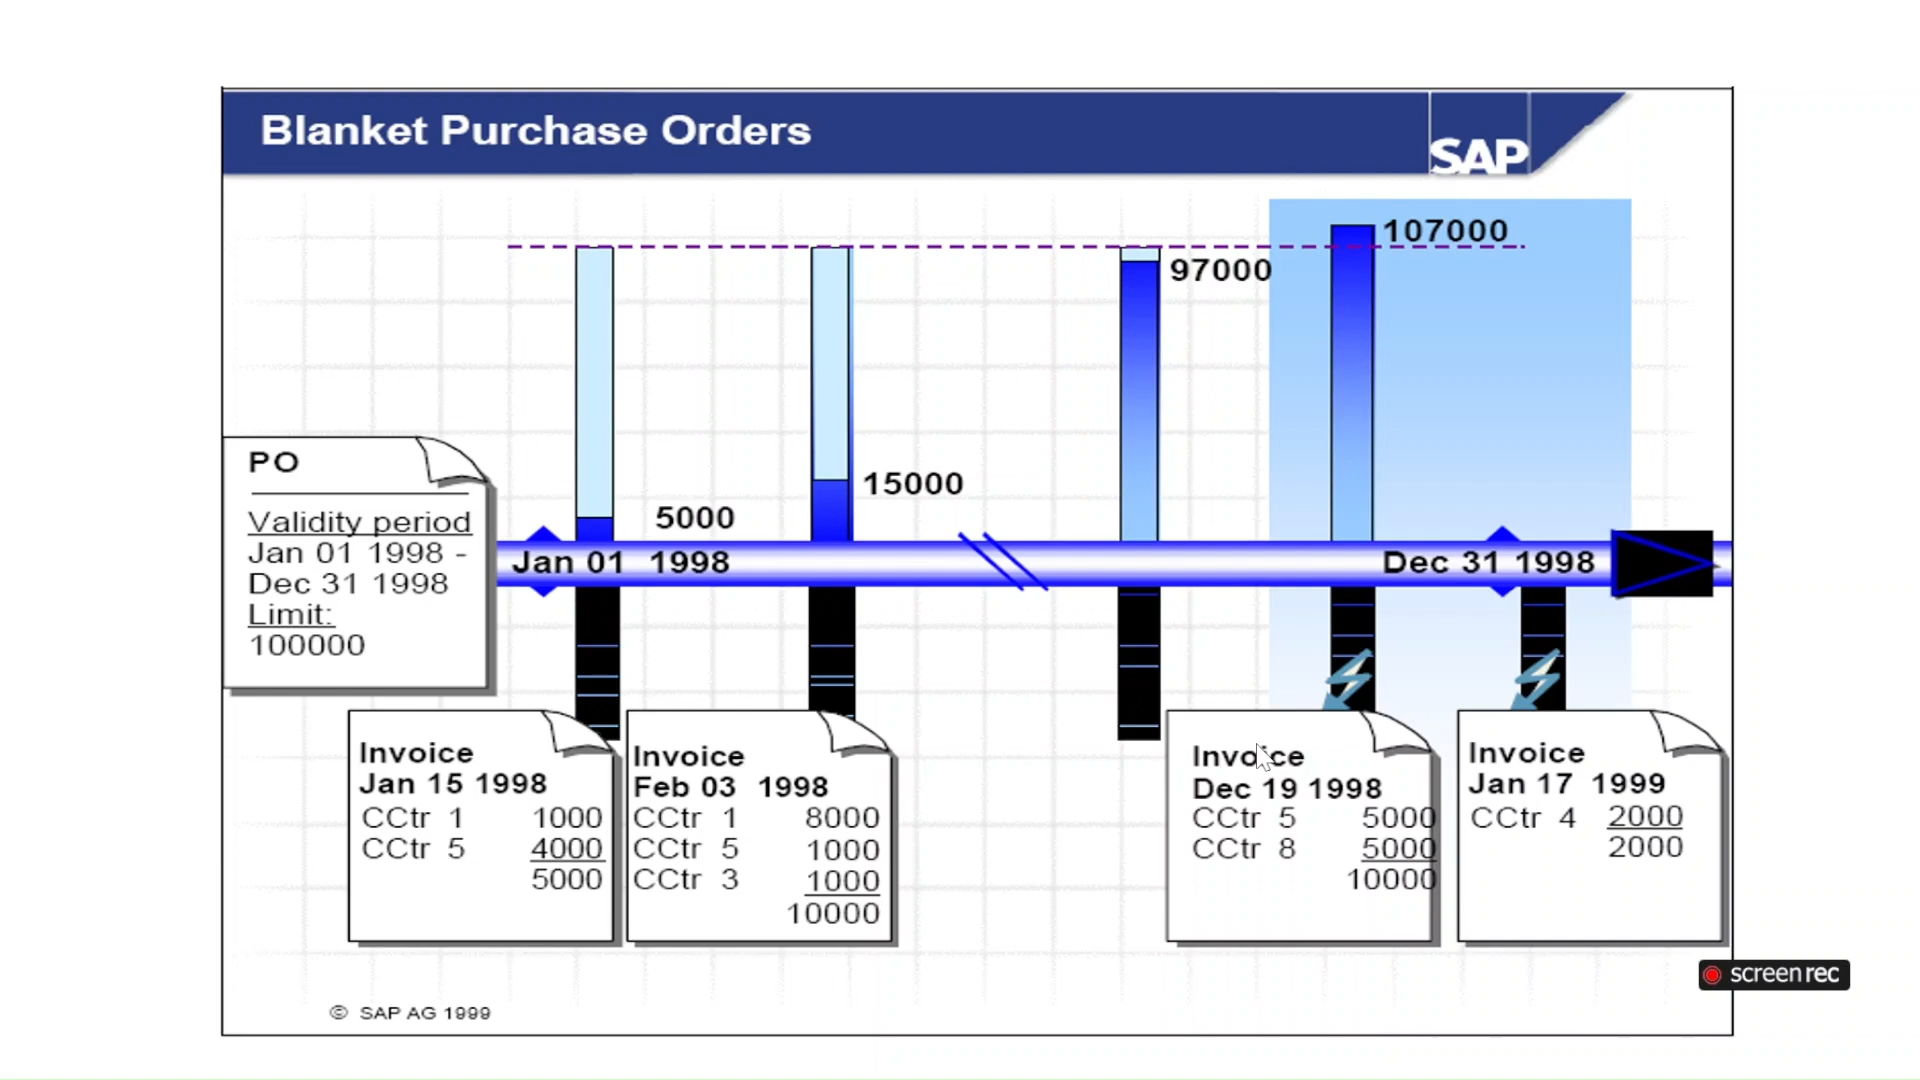 Blanket Purchase Orders
SAP
107000
97000
15000
5000
PO
Validity period
Jan 01 1998 -
Dec 31 1998
Limit:
100000
Jan 01 1998
Dec 31 1998
Invoice
Jan 15 1998
CCtr 1 1000
CCtr 5 4000
5000
Invoice
Feb 03 1998
CCtr 1 8000
CCtr 5 1000
CCtr 3 1000
10000
Invoice
Dec 19 1998
CCtr 5 5000
CCtr 8 5000
10000
Invoice
Jan 17 1999
CCtr 4 2000
2000
screenrec
© SAP AG 1999